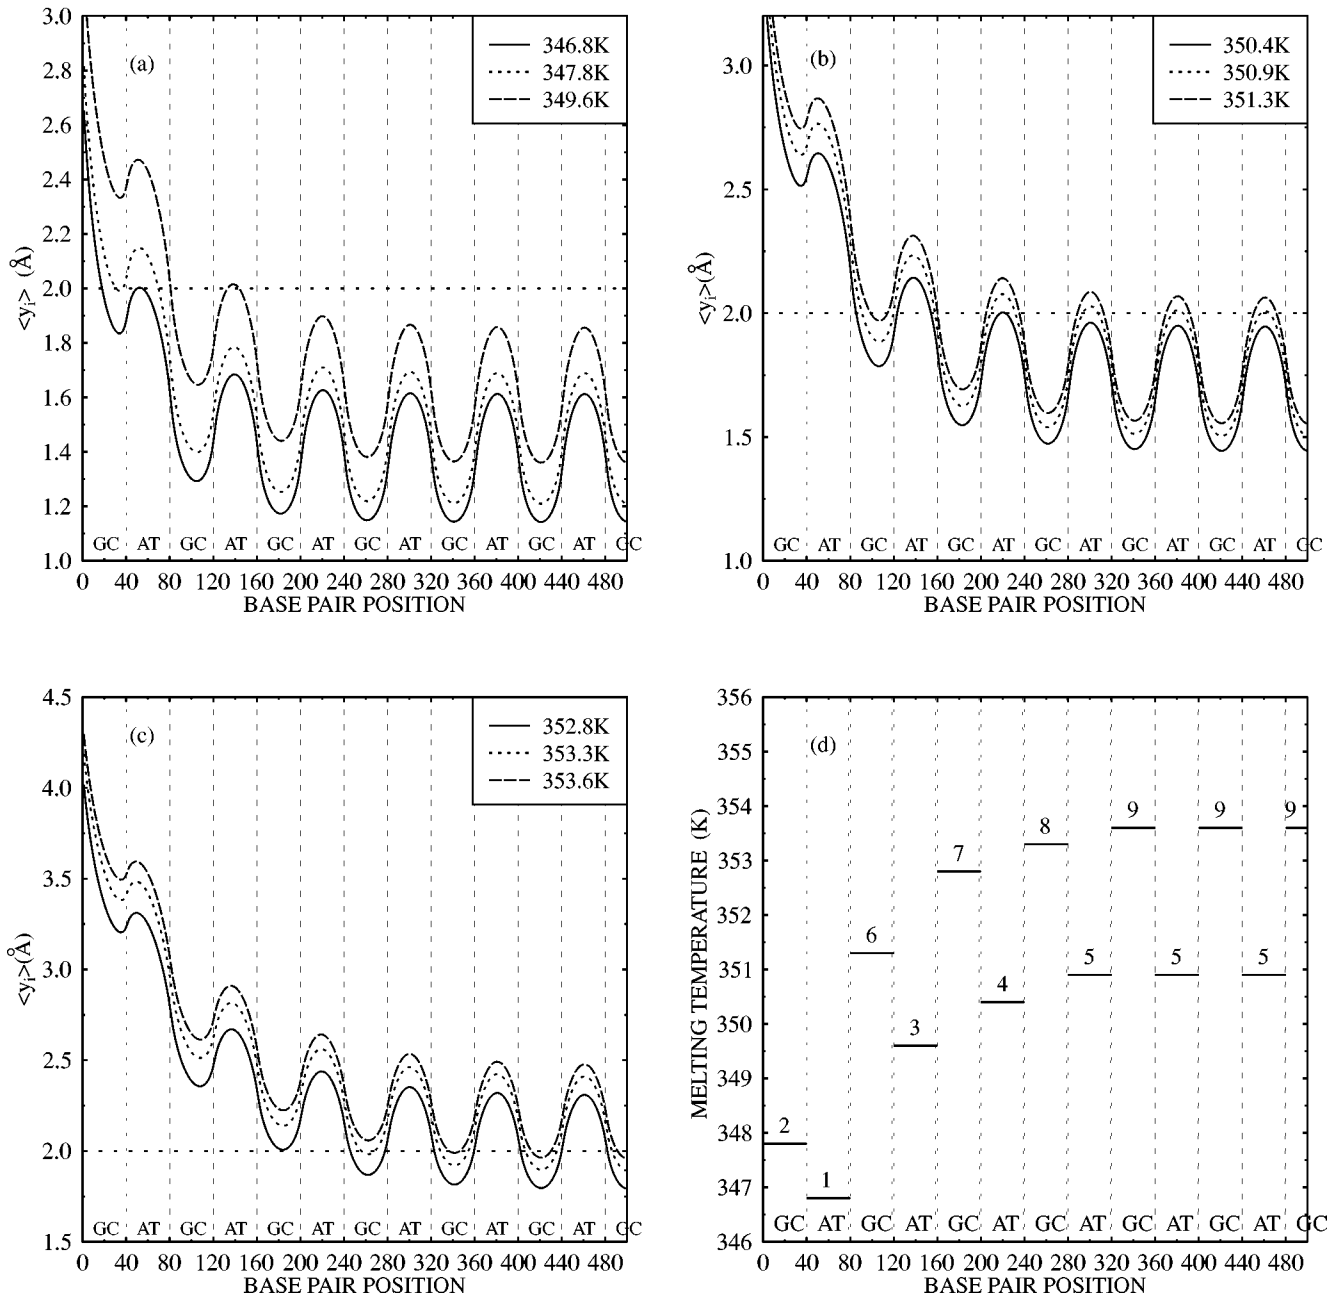 (a)
346.8K
347.8K
349.6K
3.0
2.8
2.6
2.4
2.2
2.0
1.8
1.6
1.4
1.2
1.0
<y_i> (Å)
GC AT GC AT GC AT GC AT GC AT GC AT GC
0 40 80 120 160 200 240 280 320 360 400 440 480
BASE PAIR POSITION
(b)
350.4K
350.9K
351.3K
3.0
2.5
2.0
1.5
1.0
<y_i>(Å)
GC AT GC AT GC AT GC AT GC AT GC AT GC
0 40 80 120 160 200 240 280 320 360 400 440 480
BASE PAIR POSITION
(c)
352.8K
353.3K
353.6K
4.5
4.0
3.5
3.0
2.5
2.0
1.5
<y_i>(Å)
GC AT GC AT GC AT GC AT GC AT GC AT GC
0 40 80 120 160 200 240 280 320 360 400 440 480
BASE PAIR POSITION
(d)
356
355
354
353
352
351
350
349
348
347
346
MELTING TEMPERATURE (K)
2 1 6 3 7 4 8 5 9 5 9 5 9
GC AT GC AT GC AT GC AT GC AT GC AT GC
0 40 80 120 160 200 240 280 320 360 400 440 480
BASE PAIR POSITION